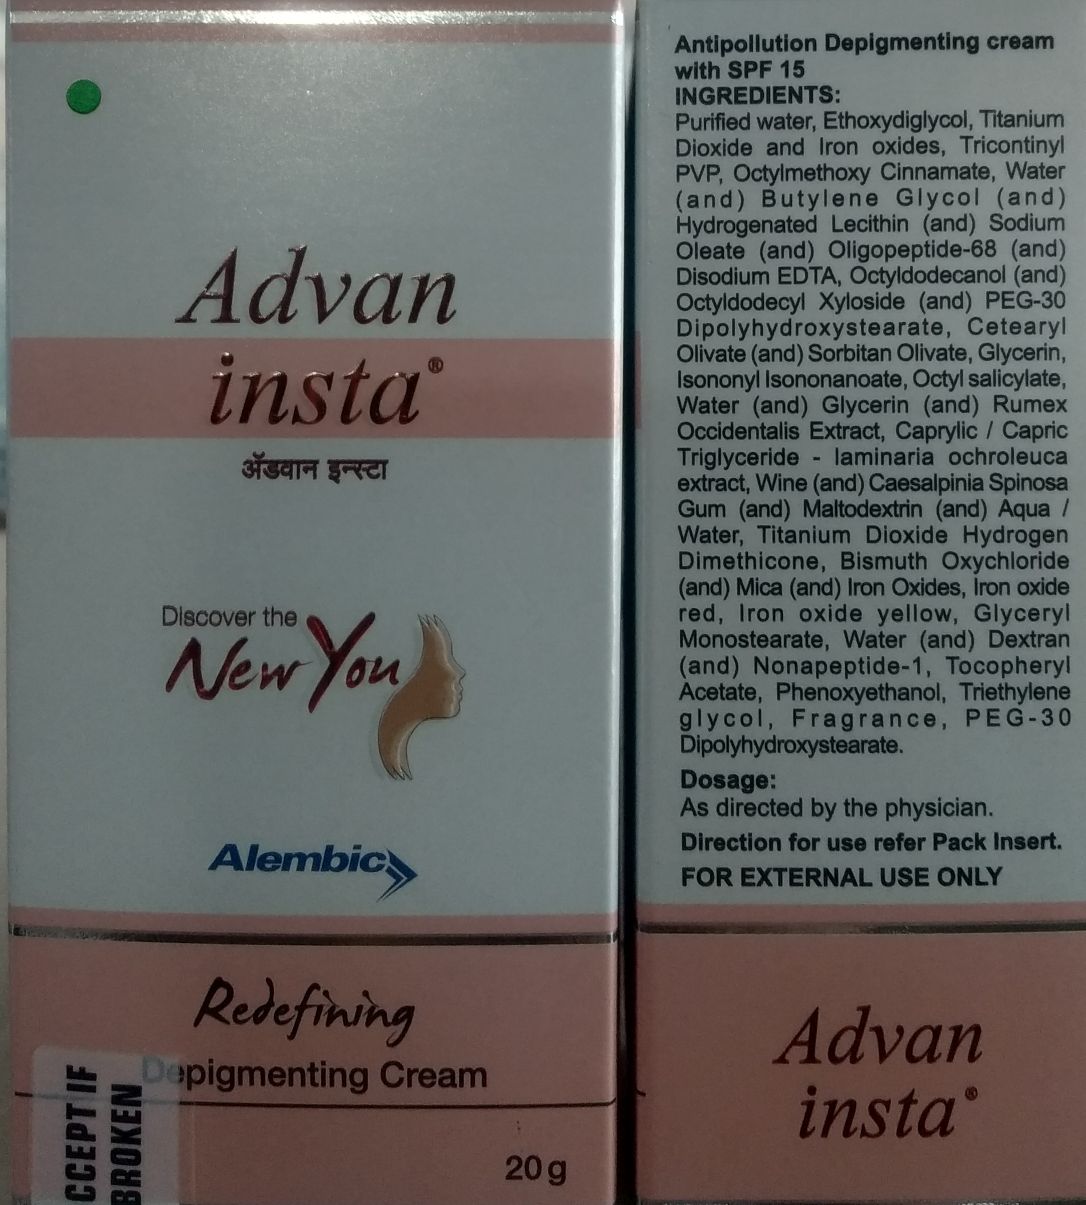 Advan
insta®
ॲडवान इन्स्टा
Discover the
New You
Alembic
Redefining
Depigmenting Cream
CCEPT IF
BROKEN
20g
Antipollution Depigmenting cream
with SPF 15
INGREDIENTS:
Purified water, Ethoxydiglycol, Titanium
Dioxide and Iron oxides, Tricontinyl
PVP, Octylmethoxy Cinnamate, Water
(and) Butylene Glycol (and)
Hydrogenated Lecithin (and) Sodium
Oleate (and) Oligopeptide-68 (and)
Disodium EDTA, Octyldodecanol (and)
Octyldodecyl Xyloside (and) PEG-30
Dipolyhydroxystearate, Cetearyl
Olivate (and) Sorbitan Olivate, Glycerin,
Isononyl Isononanoate, Octyl salicylate,
Water (and) Glycerin (and) Rumex
Occidentalis Extract, Caprylic / Capric
Triglyceride - laminaria ochroleuca
extract, Wine (and) Caesalpinia Spinosa
Gum (and) Maltodextrin (and) Aqua /
Water, Titanium Dioxide Hydrogen
Dimethicone, Bismuth Oxychloride
(and) Mica (and) Iron Oxides, Iron oxide
red, Iron oxide yellow, Glyceryl
Monostearate, Water (and) Dextran
(and) Nonapeptide-1, Tocopheryl
Acetate, Phenoxyethanol, Triethylene
glycol, Fragrance, PEG-30
Dipolyhydroxystearate.
Dosage:
As directed by the physician.
Direction for use refer Pack Insert.
FOR EXTERNAL USE ONLY
Advan
insta®